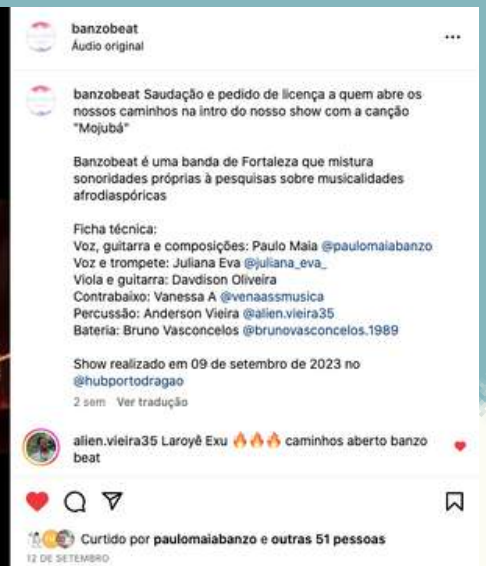 banzobeat
Áudio original
banzobeat Saudação e pedido de licença a quem abre os
nossos caminhos na intro do nosso show com a canção
"Mojubá"
Banzobeat é uma banda de Fortaleza que mistura
sonoridades próprias à pesquisas sobre musicalidades
afrodiaspóricas
Ficha técnica:
Voz, guitarra e composições: Paulo Maia @paulomaiabanzo
Voz e trompete: Juliana Eva @juliana_eva_
Viola e guitarra: Davdison Oliveira
Contrabaixo: Vanessa A @venaassmusica
Percussão: Anderson Vieira @alien.vieira35
Bateria: Bruno Vasconcelos @brunovasconcelos.1989
Show realizado em 09 de setembro de 2023 no
@hubportodragao
2 sem Ver tradução
alien.vieira35 Laroyê Exu 🔥🔥🔥 caminhos aberto banzo
beat
Curtido por paulomaiabanzo e outras 51 pessoas
12 DE SETEMBRO